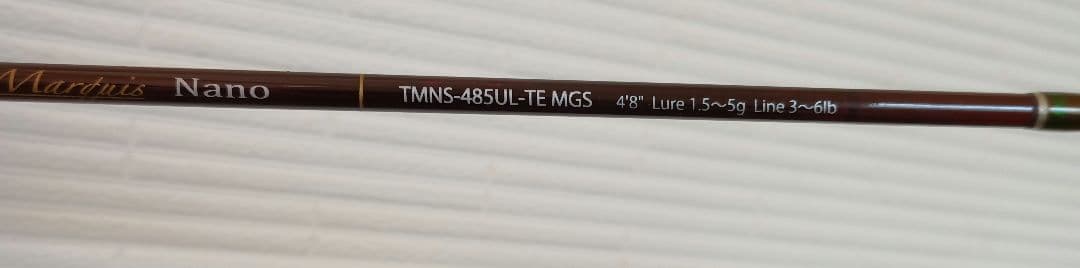 Marquis Nano TMNS-485UL-TE MGS 4'8" Lure 1.5～5g Line 3～6lb